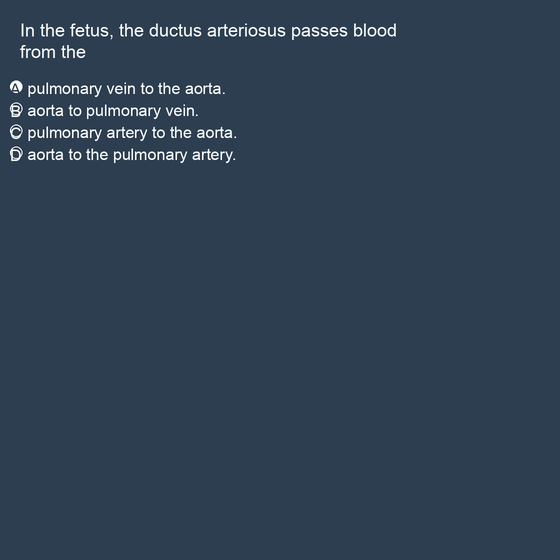 In the fetus, the ductus arteriosus passes blood
from the
A pulmonary vein to the aorta.
B aorta to pulmonary vein.
C pulmonary artery to the aorta.
D aorta to the pulmonary artery.